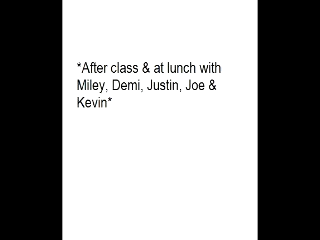 *After class & at lunch with
Miley, Demi, Justin, Joe &
Kevin*